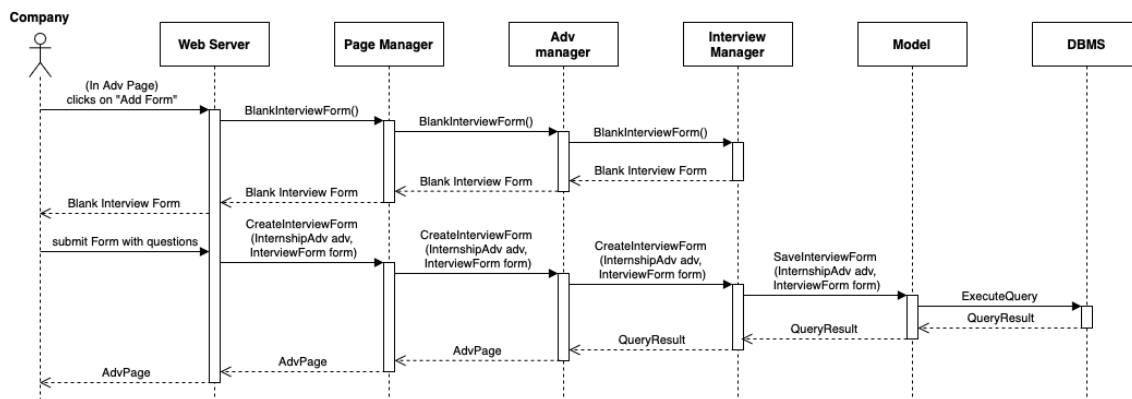 Company
Web Server
Page Manager
Adv
manager
Interview
Manager
Model
DBMS
(In Adv Page)
clicks on "Add Form"
BlankInterviewForm()
BlankInterviewForm()
BlankInterviewForm()
Blank Interview Form
Blank Interview Form
Blank Interview Form
Blank Interview Form
submit Form with questions
CreateInterviewForm
(InternshipAdv adv,
InterviewForm form)
CreateInterviewForm
(InternshipAdv adv,
InterviewForm form)
CreateInterviewForm
(InternshipAdv adv,
InterviewForm form)
SaveInterviewForm
(InternshipAdv adv,
InterviewForm form)
ExecuteQuery
QueryResult
QueryResult
QueryResult
AdvPage
AdvPage
AdvPage